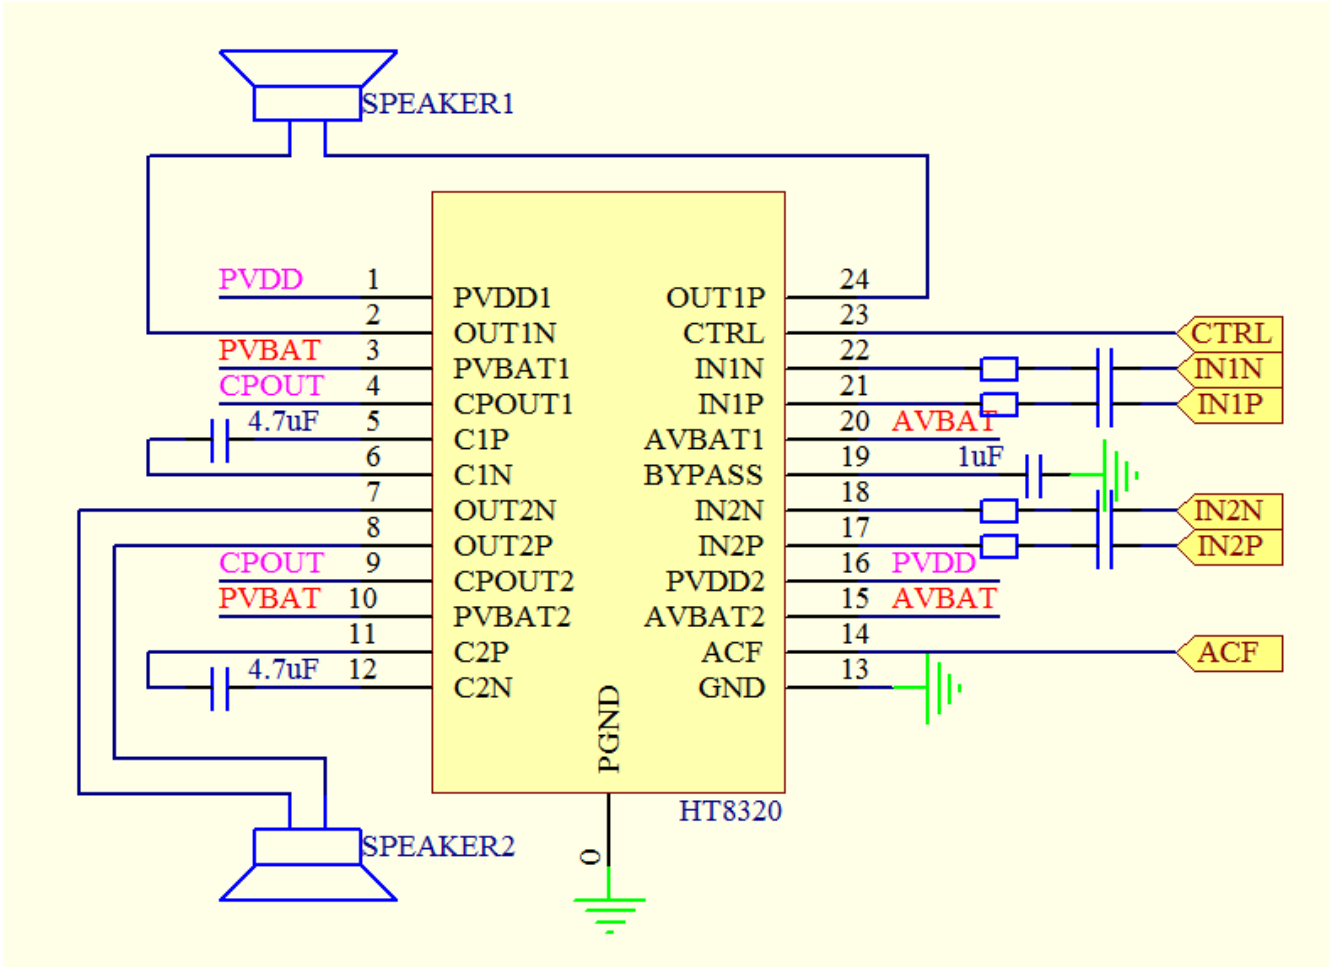 SPEAKER1
PVDD 1 PVDD1 OUT1P 24
2 OUT1N CTRL 23 CTRL
PVBAT 3 PVBAT1 IN1N 22 IN1N
CPOUT 4 CPOUT1 IN1P 21 IN1P
4.7uF 5 C1P AVBAT1 20 AVBAT
6 C1N BYPASS 19 1uF
7 OUT2N IN2N 18 IN2N
8 OUT2P IN2P 17 IN2P
CPOUT 9 CPOUT2 PVDD2 16 PVDD
PVBAT 10 PVBAT2 AVBAT2 15 AVBAT
11 C2P ACF 14 ACF
4.7uF 12 C2N GND 13
PGND
HT8320
SPEAKER2
0